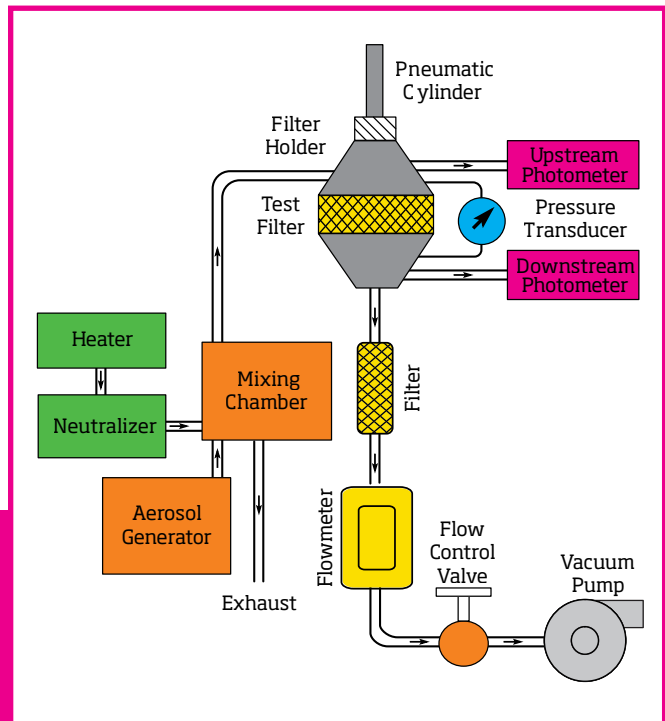 Pneumatic
Cylinder
Filter
Holder
Upstream
Photometer
Test
Filter
Pressure
Transducer
Downstream
Photometer
Heater
Mixing
Chamber
Filter
Neutralizer
Aerosol
Generator
Flowmeter
Flow
Control
Valve
Vacuum
Pump
Exhaust